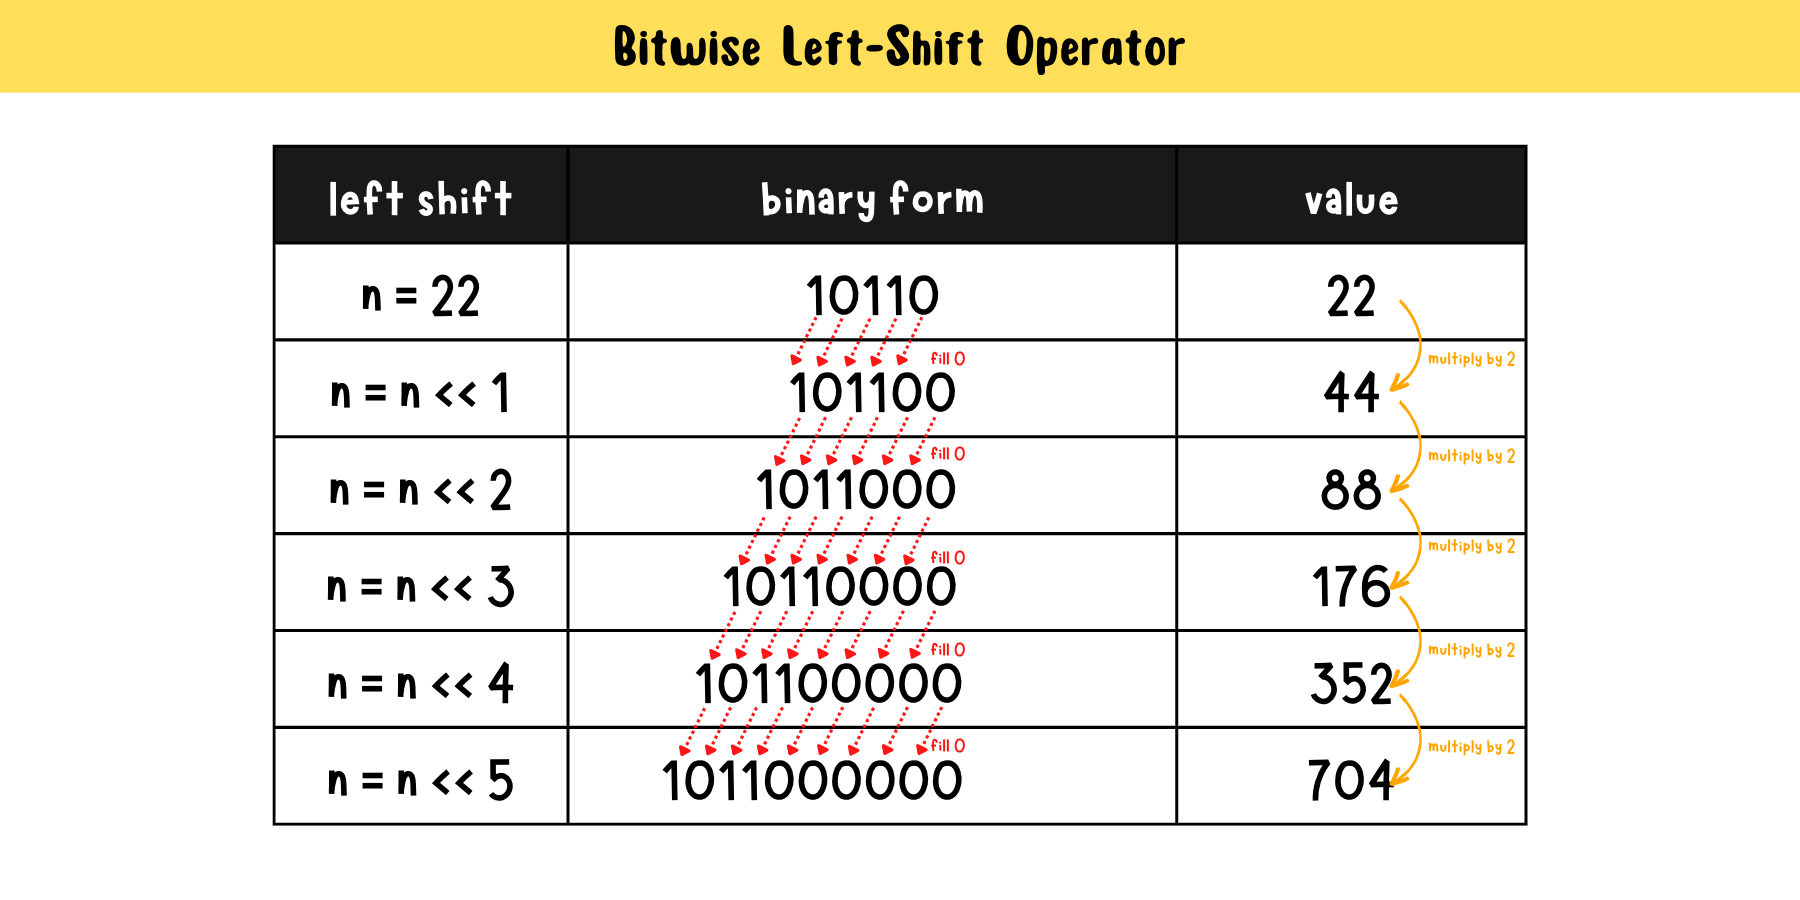 Bitwise Left-Shift Operator
left shift binary form value
n = 22 10110 22
fill 0 multiply by 2
n = n << 1 101100 44
fill 0 multiply by 2
n = n << 2 1011000 88
fill 0 multiply by 2
n = n << 3 10110000 176
fill 0 multiply by 2
n = n << 4 101100000 352
fill 0 multiply by 2
n = n << 5 1011000000 704